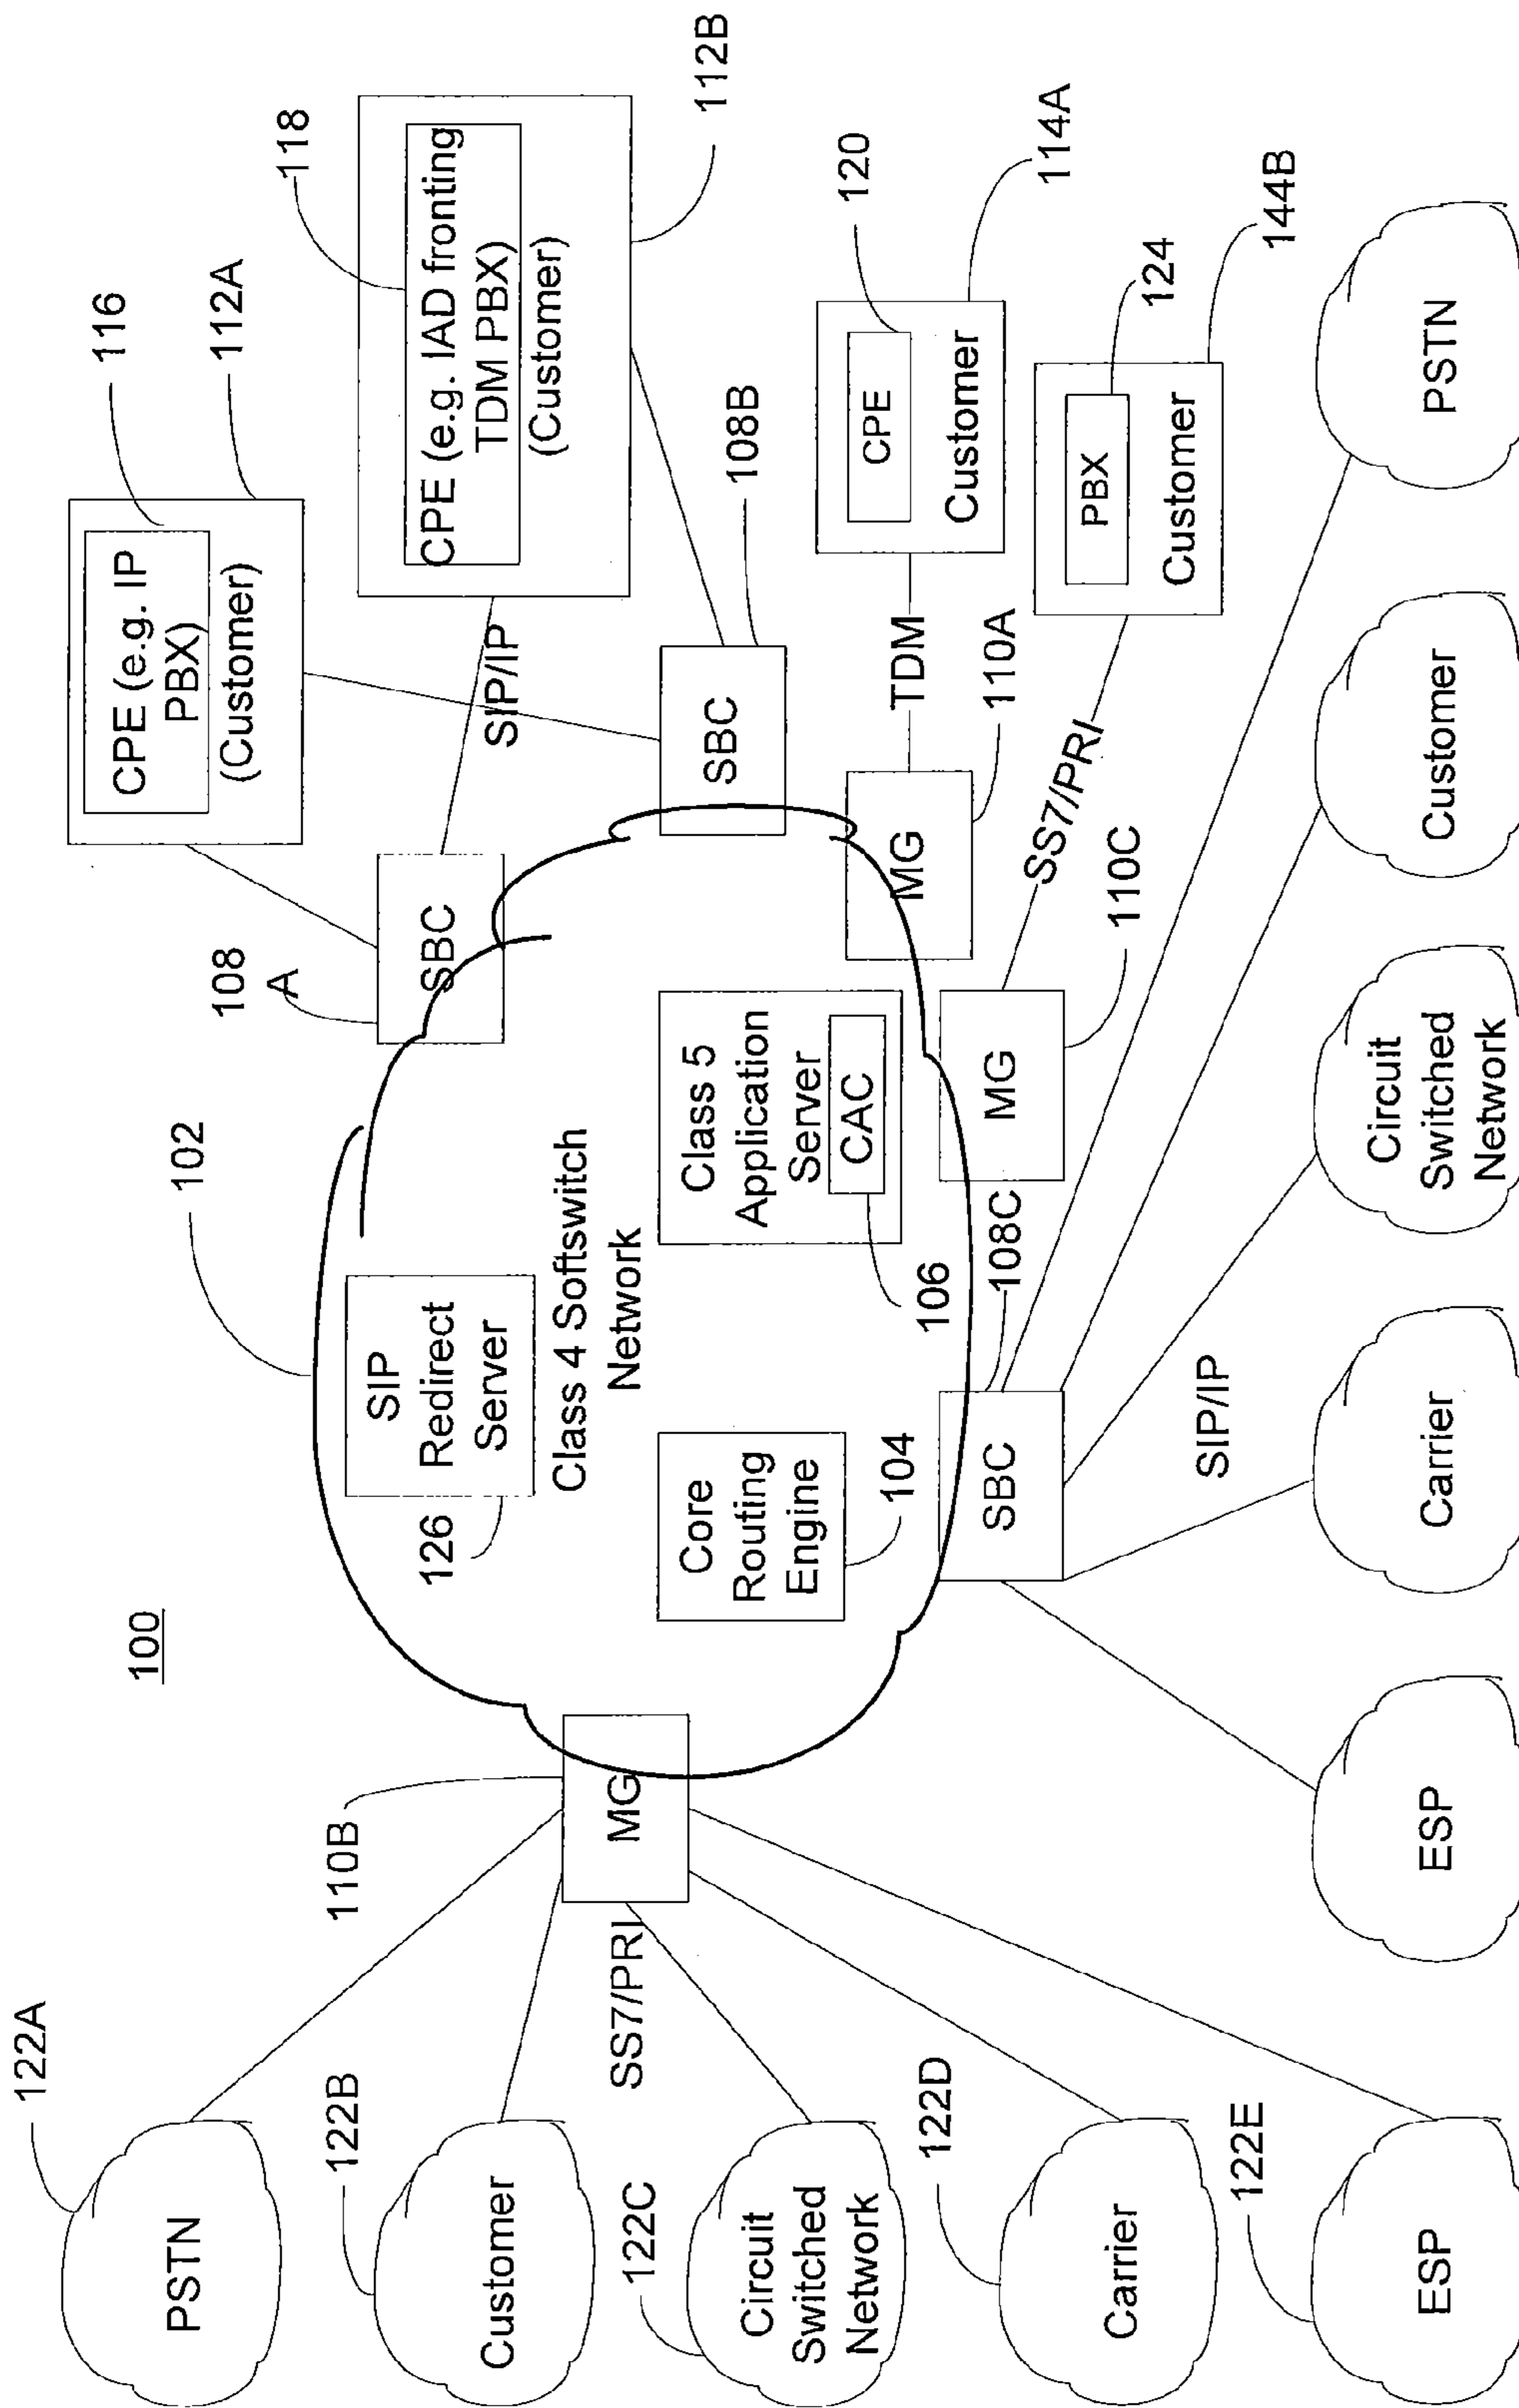 100
122A
PSTN
122B
Customer
122C
Circuit
Switched
Network
122D
Carrier
122E
ESP
110B
MG
SS7/PRI
102
126
SIP
Redirect
Server
Class 4 Softswitch
Network
Core
Routing
Engine
104
Class 5
Application
Server
CAC
106
108
A
SBC
116
112A
CPE (e.g. IP
PBX)
(Customer)
118
CPE (e.g. IAD fronting
TDM PBX)
(Customer)
112B
SIP/IP
108B
SBC
MG
110A
TDM
120
CPE
Customer
114A
MG
110C
SS7/PRI
124
PBX
Customer
144B
108C
SBC
SIP/IP
ESP
Carrier
Circuit
Switched
Network
Customer
PSTN